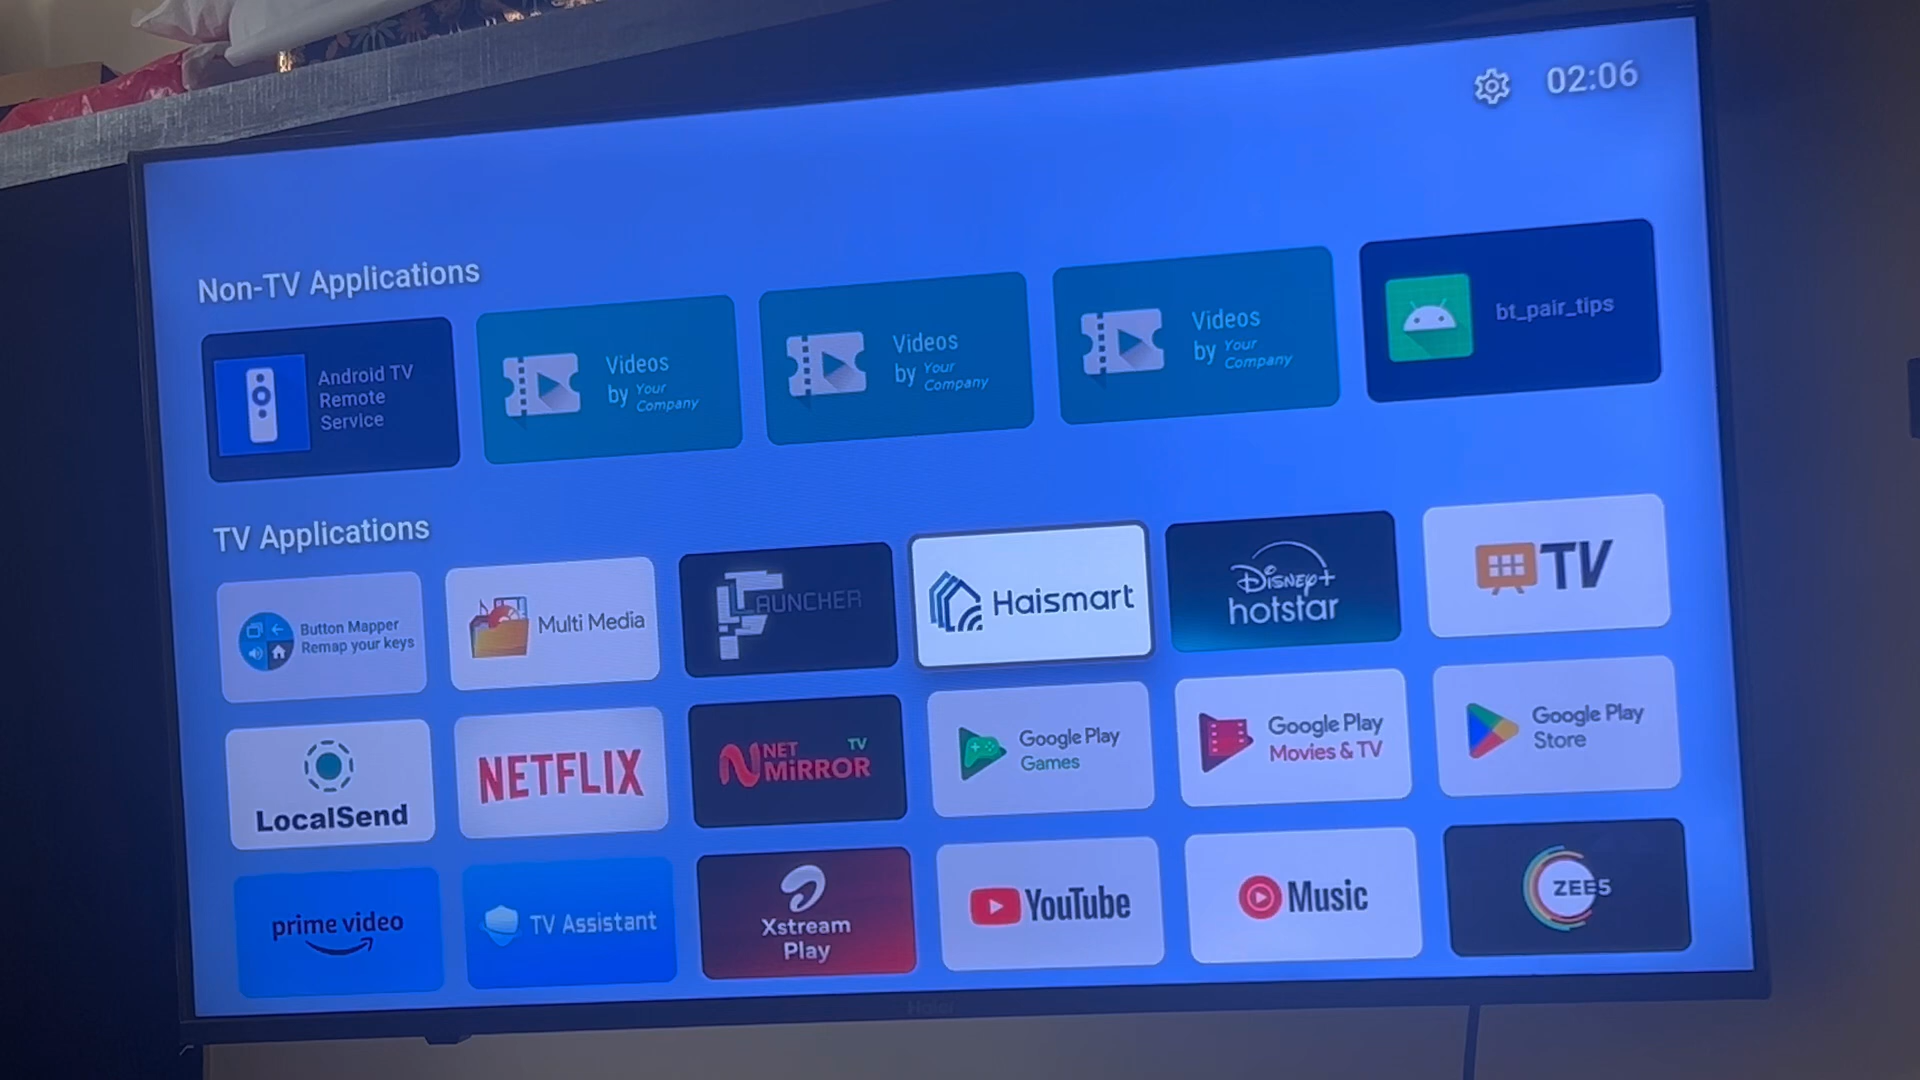 02:06
Non-TV Applications
Android TV
Remote
Service
Videos
by Your
Company
Videos
by Your
Company
Videos
by Your
Company
bt_pair_tips
TV Applications
Button Mapper
Remap your keys
Multi Media
LAUNCHER
Haismart
Disney+
hotstar
TV
LocalSend
NETFLIX
NET
MiRROR
TV
Google Play
Games
Google Play
Movies & TV
Google Play
Store
prime video
TV Assistant
Xstream
Play
YouTube
Music
ZEE5
Haier